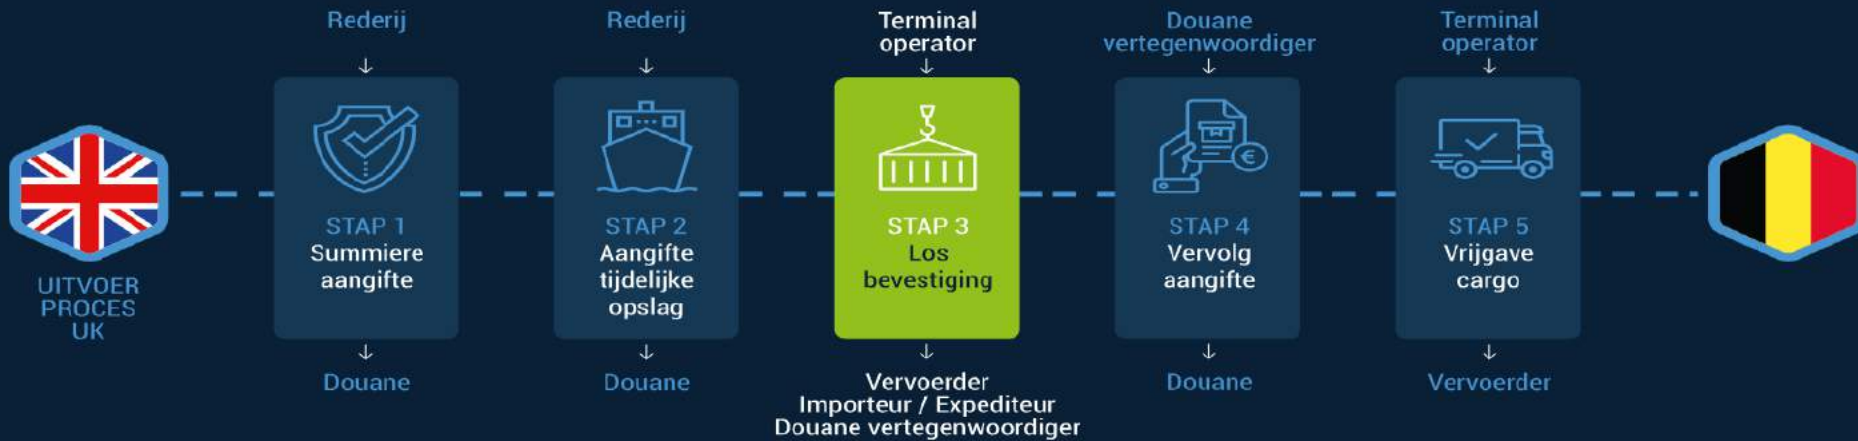 Rederij
Rederij
Terminal
operator
Douane
vertegenwoordiger
Terminal
operator
UITVOER
PROCES
UK
STAP 1
Summiere
aangifte
STAP 2
Aangifte
tijdelijke
opslag
STAP 3
Los
bevestiging
STAP 4
Vervolg
aangifte
STAP 5
Vrijgave
cargo
Douane
Douane
Vervoerder
Importeur / Expediteur
Douane vertegenwoordiger
Douane
Vervoerder